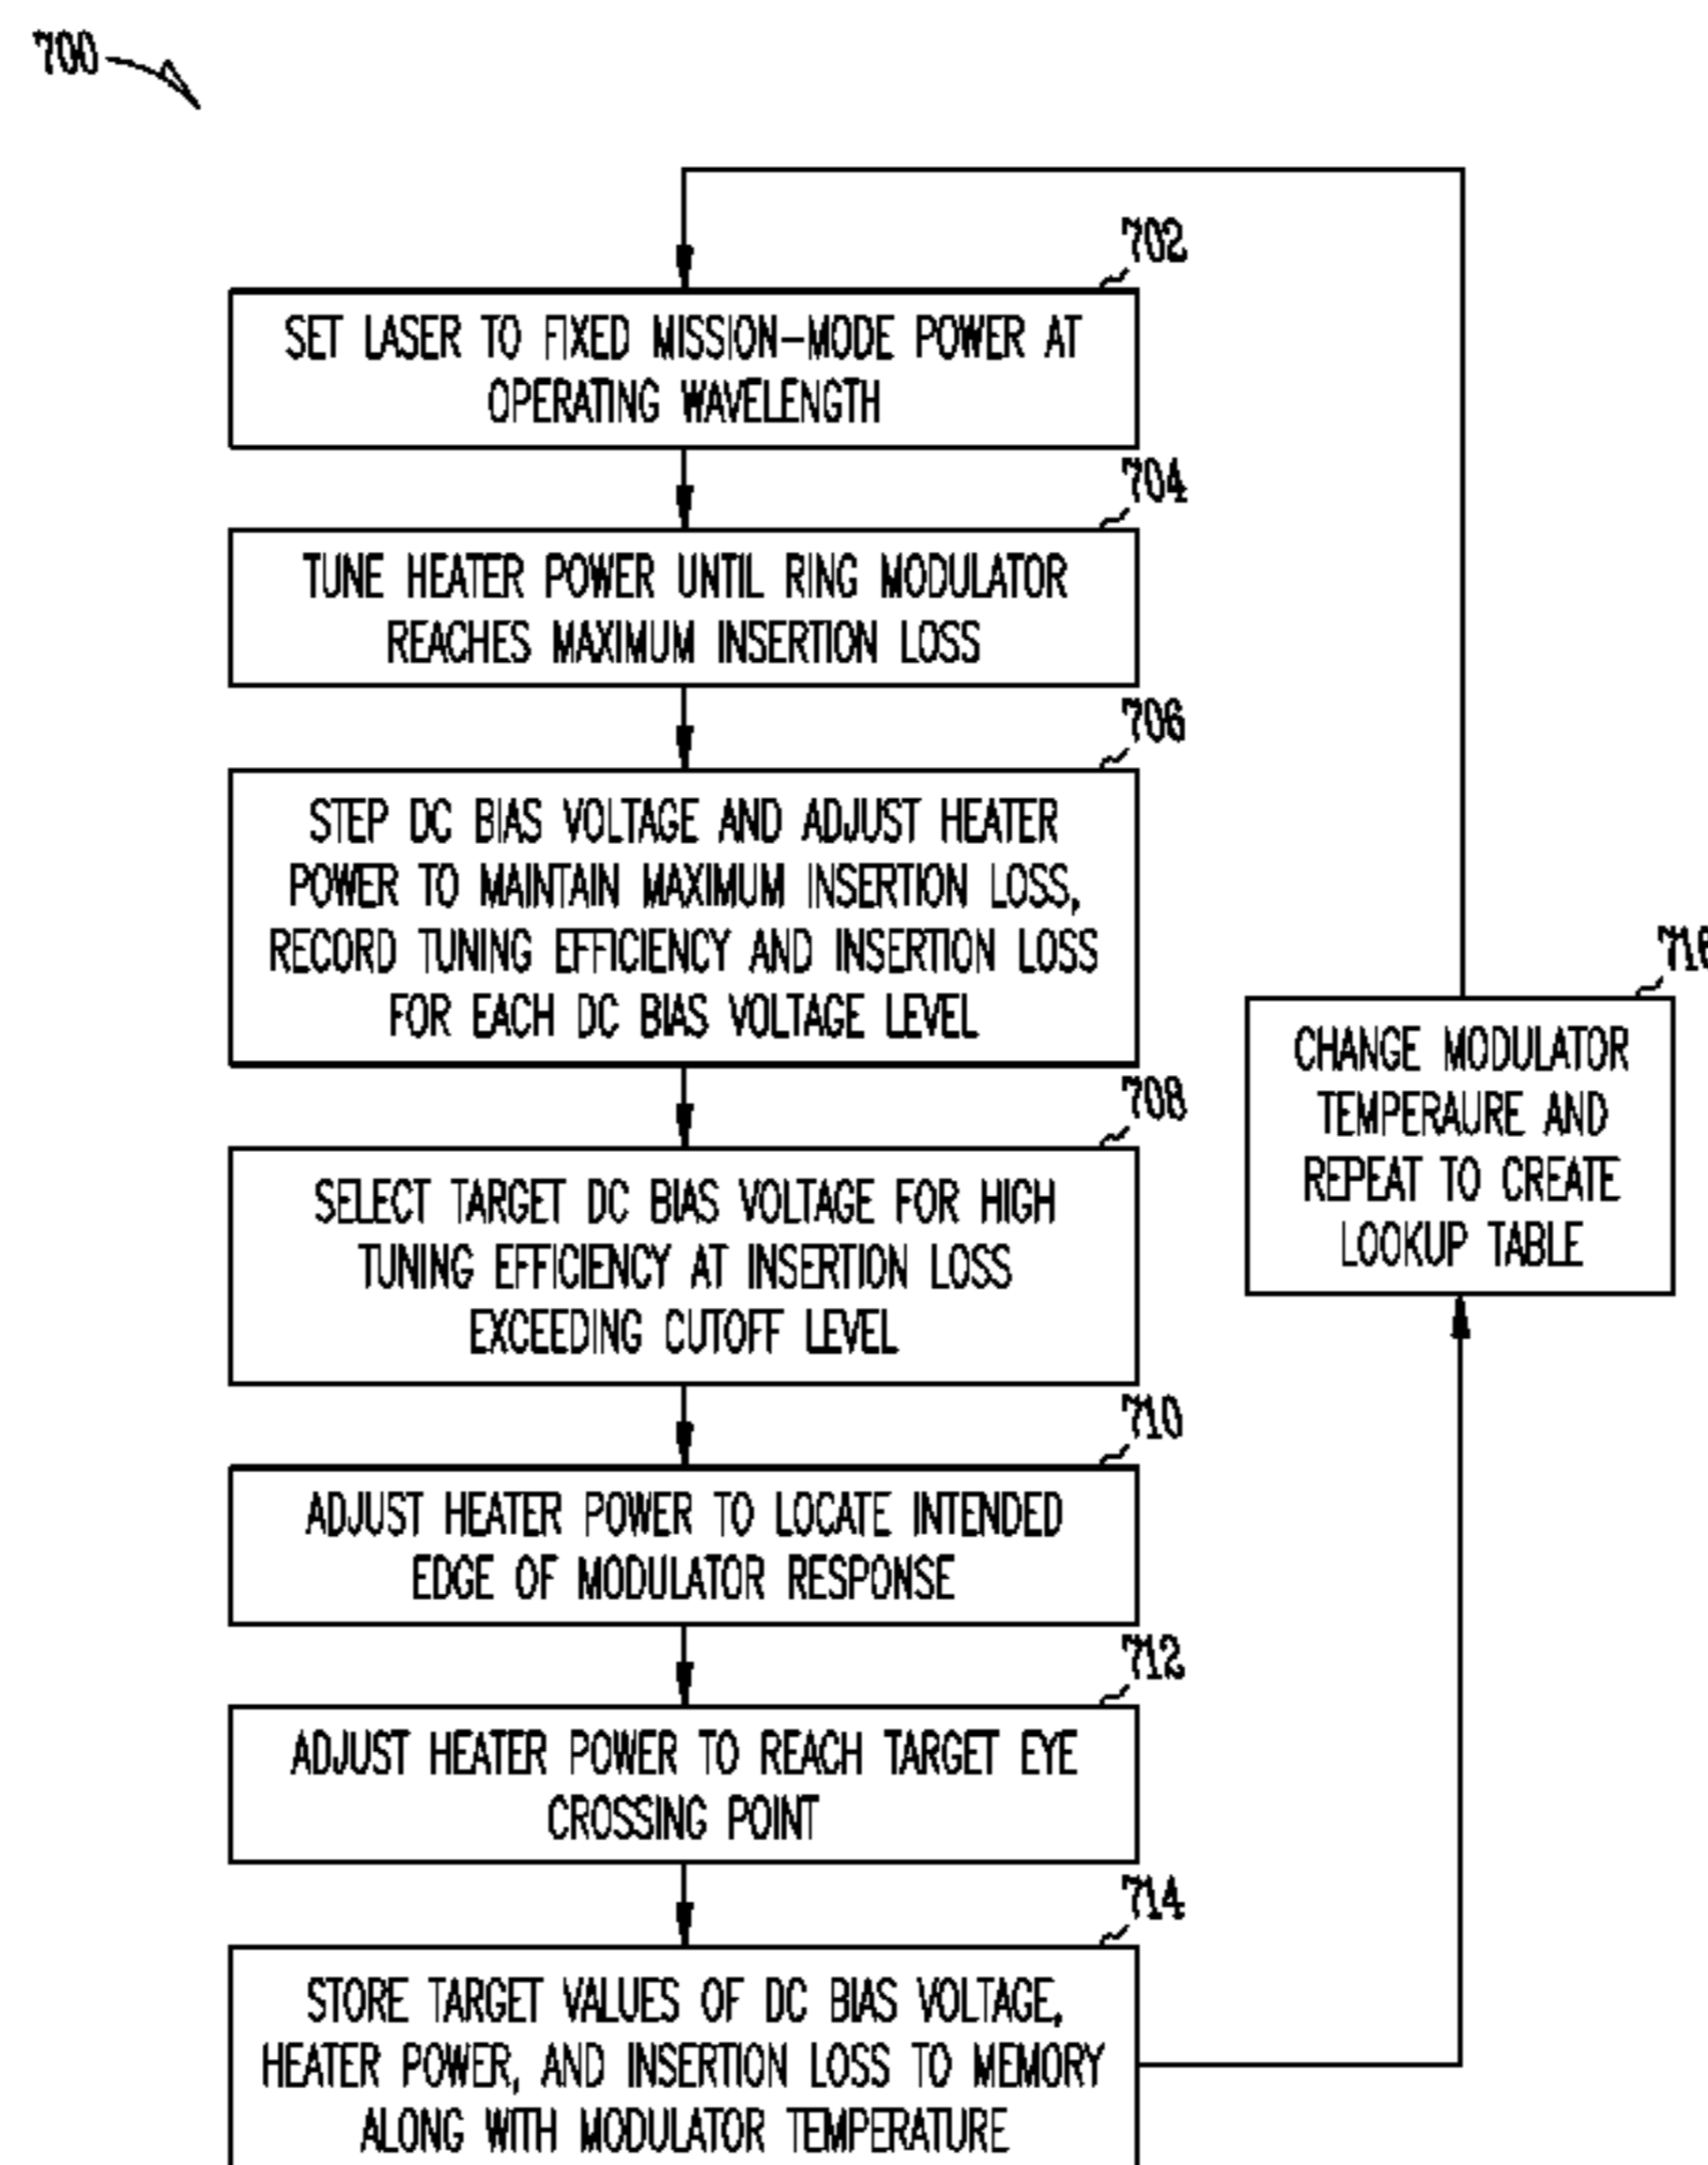 700
702
SET LASER TO FIXED MISSION-MODE POWER AT
OPERATING WAVELENGTH
704
TUNE HEATER POWER UNTIL RING MODULATOR
REACHES MAXIMUM INSERTION LOSS
706
STEP DC BIAS VOLTAGE AND ADJUST HEATER
POWER TO MAINTAIN MAXIMUM INSERTION LOSS,
RECORD TUNING EFFICIENCY AND INSERTION LOSS
FOR EACH DC BIAS VOLTAGE LEVEL
708
SELECT TARGET DC BIAS VOLTAGE FOR HIGH
TUNING EFFICIENCY AT INSERTION LOSS
EXCEEDING CUTOFF LEVEL
710
ADJUST HEATER POWER TO LOCATE INTENDED
EDGE OF MODULATOR RESPONSE
712
ADJUST HEATER POWER TO REACH TARGET EYE
CROSSING POINT
714
STORE TARGET VALUES OF DC BIAS VOLTAGE,
HEATER POWER, AND INSERTION LOSS TO MEMORY
ALONG WITH MODULATOR TEMPERATURE
CHANGE MODULATOR
TEMPERAURE AND
REPEAT TO CREATE
LOOKUP TABLE